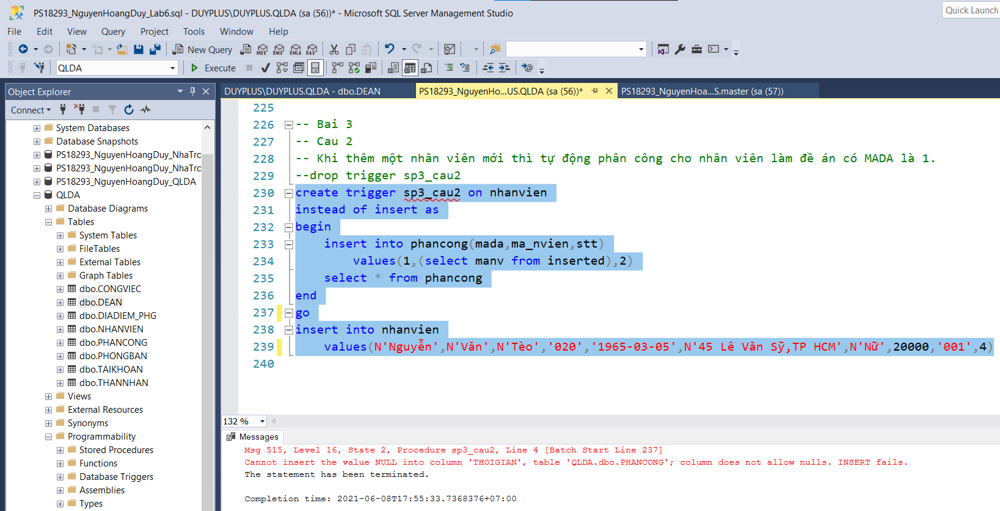 PS18293_NguyenHoangDuy_Lab6.sql - DUYPLUS\DUYPLUS.QLDA (sa (56))* - Microsoft SQL Server Management Studio
Quick Launch
File Edit View Query Project Tools Window Help
New Query MDX DMX XMLA DAX
QLDA Execute
Object Explorer
DUYPLUS\DUYPLUS.QLDA - dbo.DEAN PS18293_NguyenHo...US.QLDA (sa (56))* PS18293_NguyenHoa...S.master (sa (57))
Connect
System Databases
Database Snapshots
PS18293_NguyenHoangDuy_NhaTro
PS18293_NguyenHoangDuy_NhaTro
PS18293_NguyenHoangDuy_QLDA
QLDA
Database Diagrams
Tables
System Tables
FileTables
External Tables
Graph Tables
dbo.CONGVIEC
dbo.DEAN
dbo.DIADIEM_PHG
dbo.NHANVIEN
dbo.PHANCONG
dbo.PHONGBAN
dbo.TAIKHOAN
dbo.THANNHAN
Views
External Resources
Synonyms
Programmability
Stored Procedures
Functions
Database Triggers
Assemblies
Types
225
226 -- Bai 3
227 -- Cau 2
228 -- Khi thêm một nhân viên mới thì tự động phân công cho nhân viên làm đề án có MADA là 1.
229 --drop trigger sp3_cau2
230 create trigger sp3_cau2 on nhanvien
231 instead of insert as
232 begin
233 insert into phancong(mada,ma_nvien,stt)
234 values(1,(select manv from inserted),2)
235 select * from phancong
236 end
237 go
238 insert into nhanvien
239 values(N'Nguyễn',N'Văn',N'Tèo','020','1965-03-05',N'45 Lê Văn Sỹ,TP HCM',N'Nữ',20000,'001',4)
240
132 %
Messages
Msg 515, Level 16, State 2, Procedure sp3_cau2, Line 4 [Batch Start Line 237]
Cannot insert the value NULL into column 'THOIGIAN', table 'QLDA.dbo.PHANCONG'; column does not allow nulls. INSERT fails.
The statement has been terminated.
Completion time: 2021-06-08T17:55:33.7368376+07:00